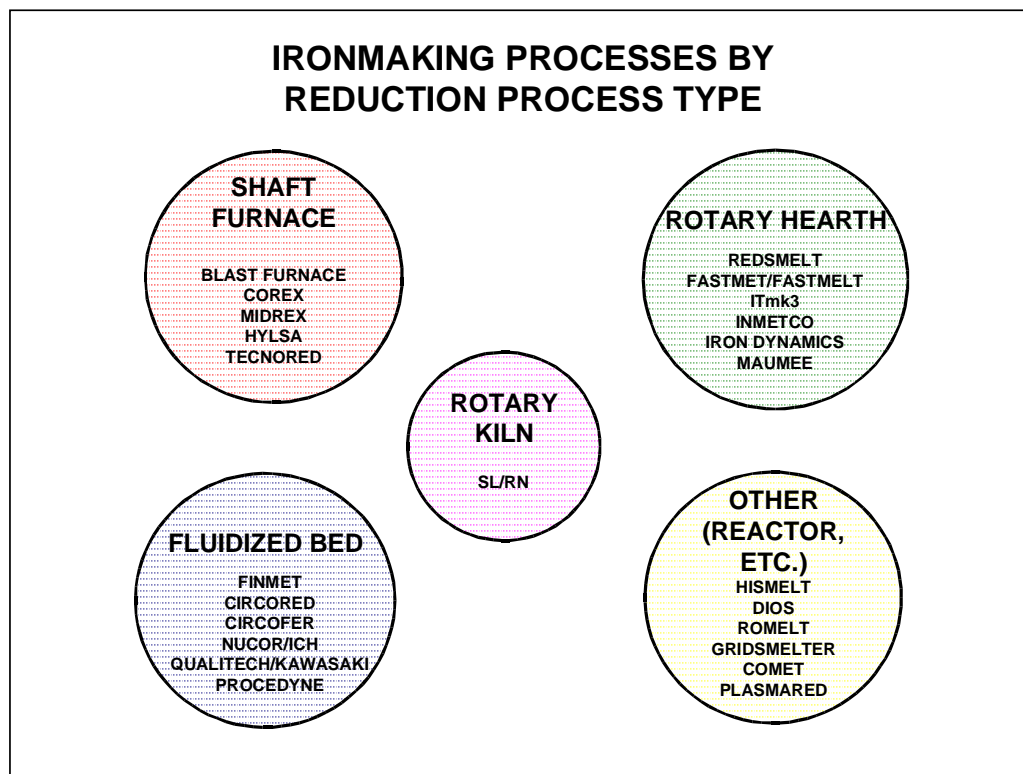 IRONMAKING PROCESSES BY
REDUCTION PROCESS TYPE
SHAFT
FURNACE
BLAST FURNACE
COREX
MIDREX
HYLSA
TECNORED
ROTARY HEARTH
REDSMELT
FASTMET/FASTMELT
ITmk3
INMETCO
IRON DYNAMICS
MAUMEE
ROTARY
KILN
SL/RN
FLUIDIZED BED
FINMET
CIRCORED
CIRCOFER
NUCOR/ICH
QUALITECH/KAWASAKI
PROCEDYNE
OTHER
(REACTOR,
ETC.)
HISMELT
DIOS
ROMELT
GRIDSMELTER
COMET
PLASMARED